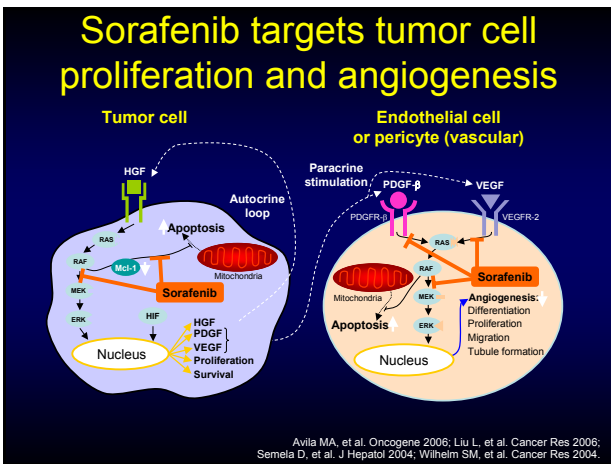 Sorafenib targets tumor cell
proliferation and angiogenesis
Tumor cell
Endothelial cell
or pericyte (vascular)
HGF
Autocrine
loop
Apoptosis
RAS
RAF
Mcl-1
MEK
ERK
HIF
Mitochondria
Sorafenib
Nucleus
HGF
PDGF
VEGF
Proliferation
Survival
Paracrine
stimulation
PDGF-β
VEGF
PDGFR-β
VEGFR-2
RAS
RAF
Mitochondria
MEK
Apoptosis
ERK
Nucleus
Sorafenib
Angiogenesis:
Differentiation
Proliferation
Migration
Tubule formation
Avila MA, et al. Oncogene 2006; Liu L, et al. Cancer Res 2006;
Semela D, et al. J Hepatol 2004; Wilhelm SM, et al. Cancer Res 2004.